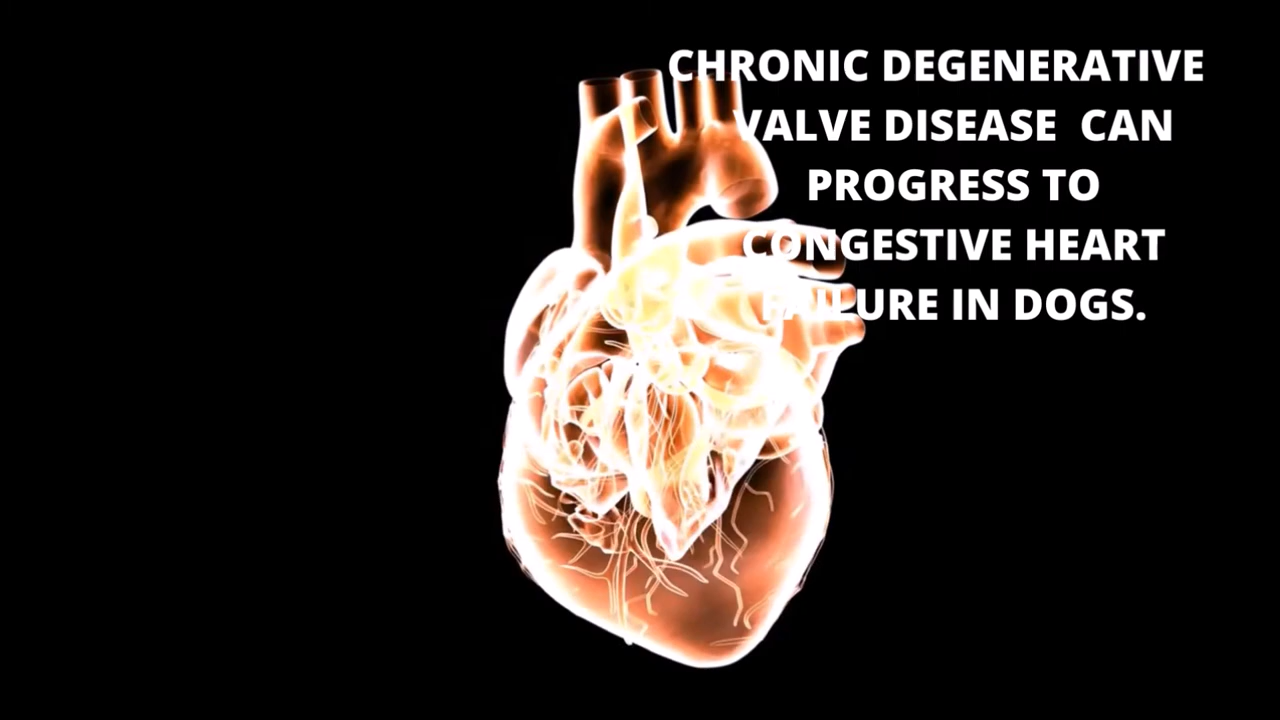 CHRONIC DEGENERATIVE
VALVE DISEASE CAN
PROGRESS TO
CONGESTIVE HEART
FAILURE IN DOGS.